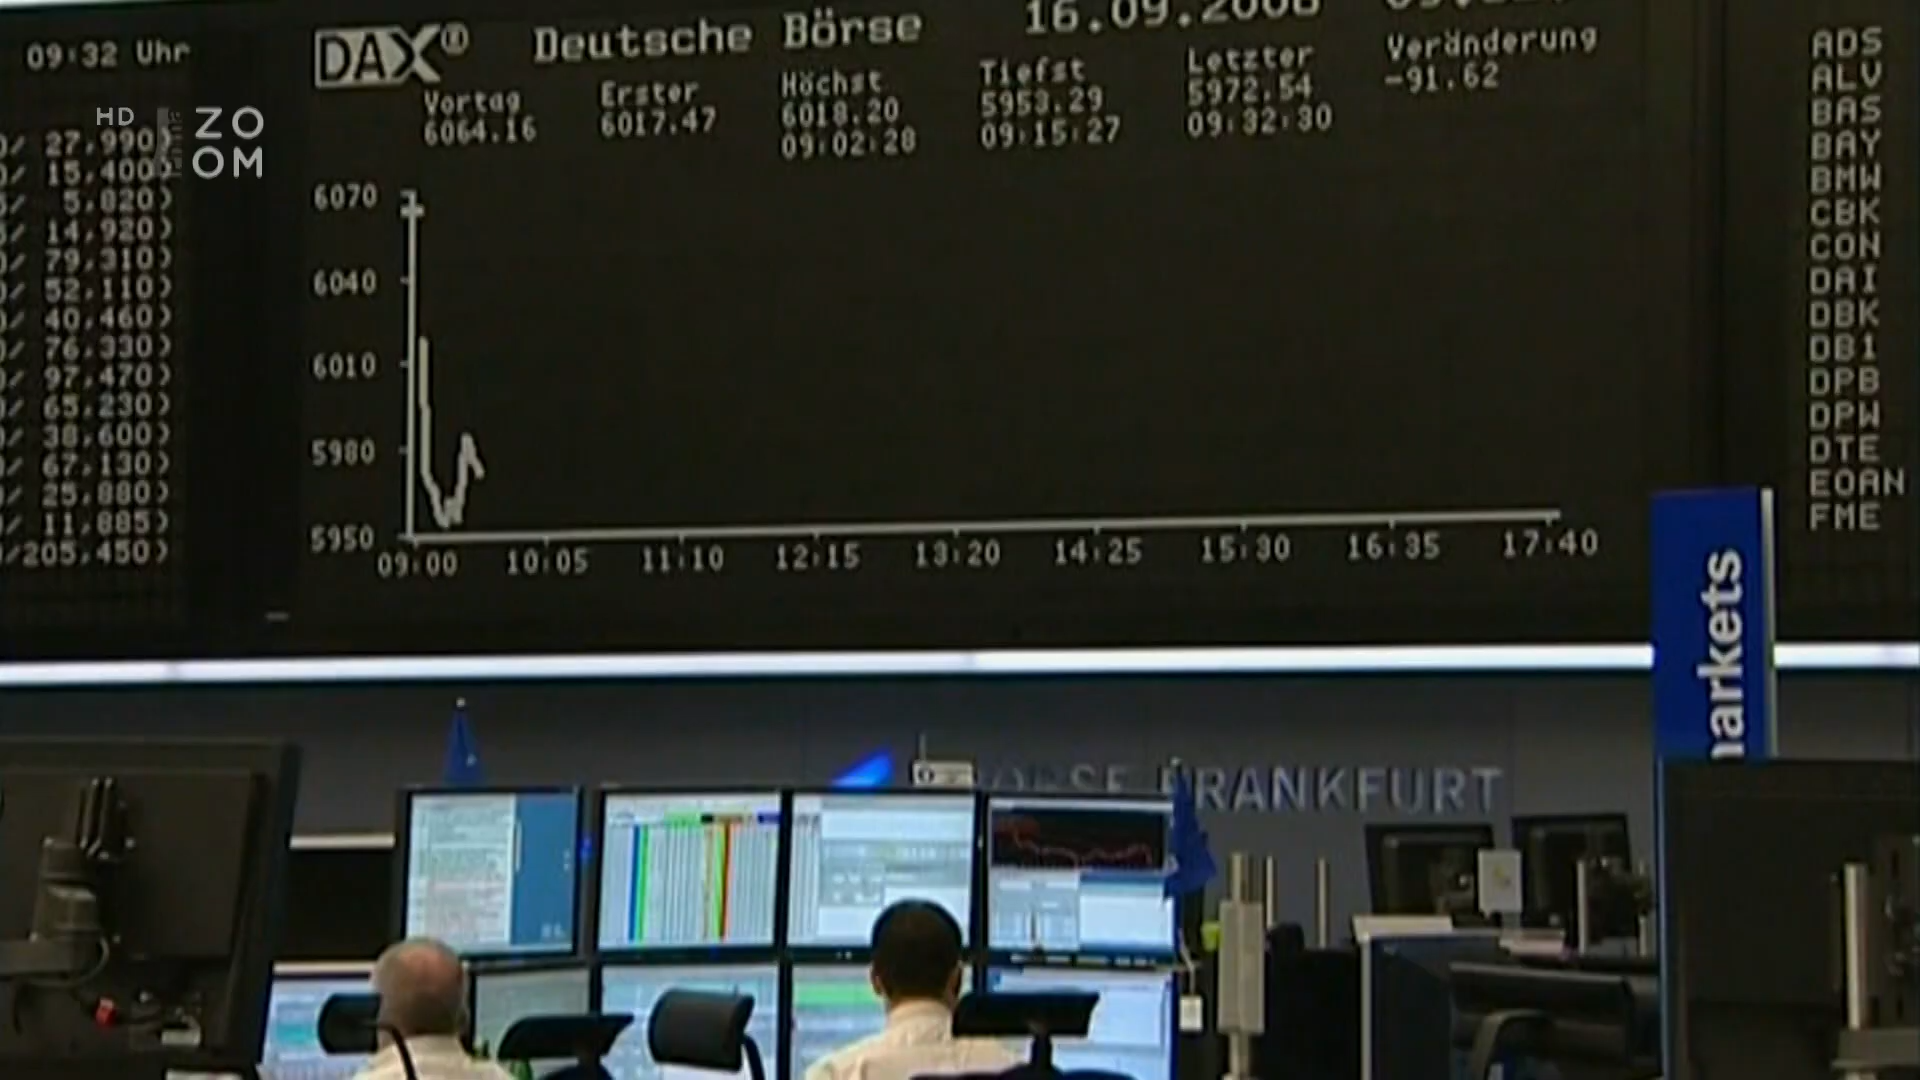 09:32 Uhr
DAX® Deutsche Börse
Vortag
6064.16
Erster
6017.47
Höchst
6018.20
09:02:28
Tiefst
5953.29
09:15:27
Letzter
5972.54
09:32:30
Veränderung
-91.62
HD
ZO
OM
27,990)
15,400)
5,820)
14,920)
79,310)
52,110)
40,460)
76,330)
97,470)
65,230)
38,600)
67,130)
25,880)
11,885)
/205,450)
6070
6040
6010
5980
5950
09:00 10:05 11:10 12:15 13:20 14:25 15:30 16:35 17:40
ADS
ALV
BAS
BAY
BMW
CBK
CON
DAI
DBK
DB1
DPB
DPW
DTE
EOAN
FME
markets
FRANKFURT